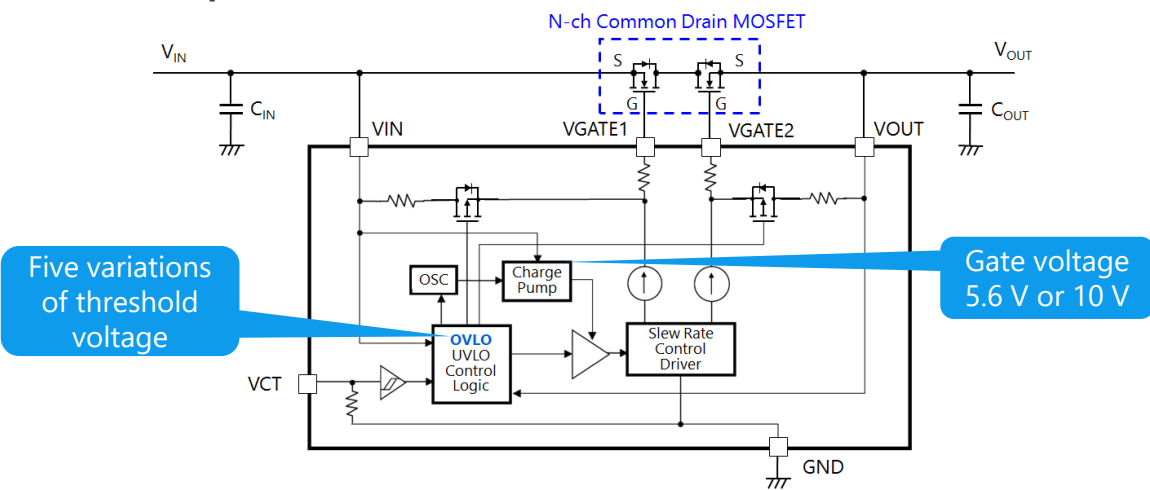 N-ch Common Drain MOSFET
VIN
S
S
VOUT
G
G
CIN
COUT
VIN
VGATE1
VGATE2
VOUT
Five variations
of threshold
voltage
OSC
Charge
Pump
Gate voltage
5.6 V or 10 V
OVLO
UVLO
Control
Logic
Slew Rate
Control
Driver
VCT
GND